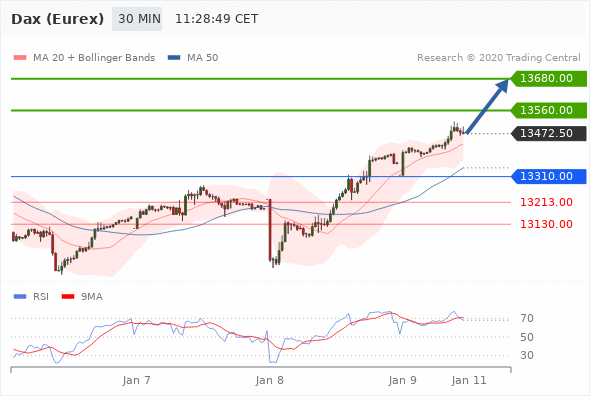 Dax (Eurex) 30 MIN 11:28:49 CET
MA 20 + Bollinger Bands MA 50 Research © 2020 Trading Central
13680.00
13560.00
13472.50
13310.00
13213.00
13130.00
RSI 9MA
70
50
30
Jan 7 Jan 8 Jan 9 Jan 11